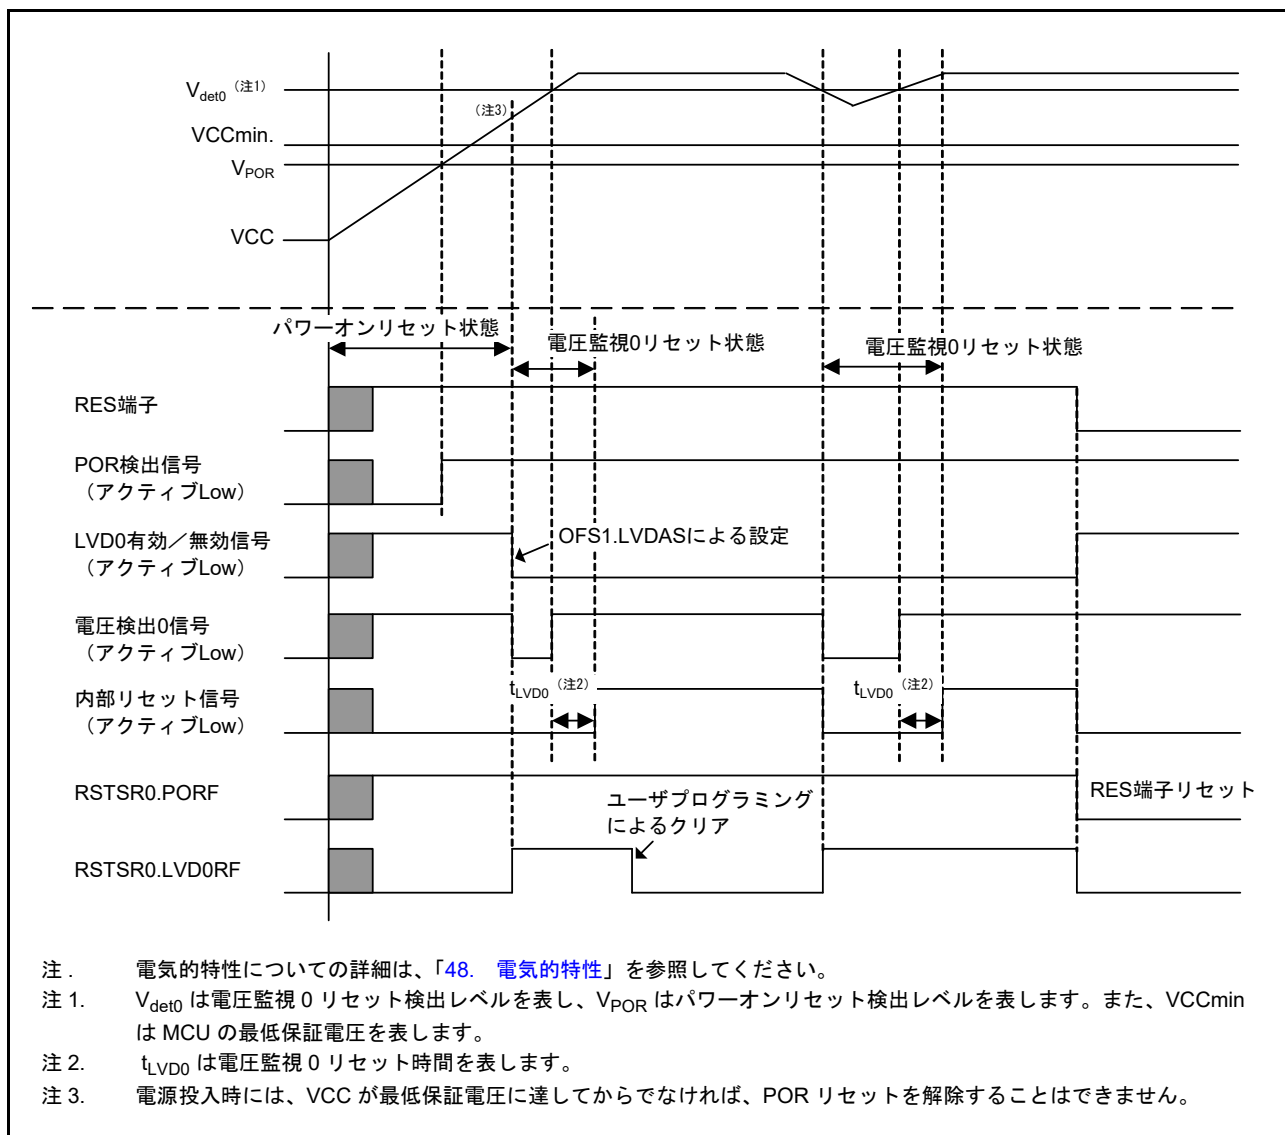 Vdet0（注1）
（注3）
VCCmin.
VPOR
VCC
パワーオンリセット状態
電圧監視0リセット状態
電圧監視0リセット状態
RES端子
POR検出信号
（アクティブLow）
LVD0有効／無効信号
（アクティブLow）
OFS1.LVDASによる設定
電圧検出0信号
（アクティブLow）
内部リセット信号
（アクティブLow）
tLVD0（注2）
tLVD0（注2）
RSTSR0.PORF
ユーザプログラミング
によるクリア
RES端子リセット
RSTSR0.LVD0RF
注 . 電気的特性についての詳細は、「48. 電気的特性」を参照してください。
注 1. Vdet0 は電圧監視 0 リセット検出レベルを表し、VPOR はパワーオンリセット検出レベルを表します。また、VCCmin
は MCU の最低保証電圧を表します。
注 2. tLVD0 は電圧監視 0 リセット時間を表します。
注 3. 電源投入時には、VCC が最低保証電圧に達してからでなければ、POR リセットを解除することはできません。